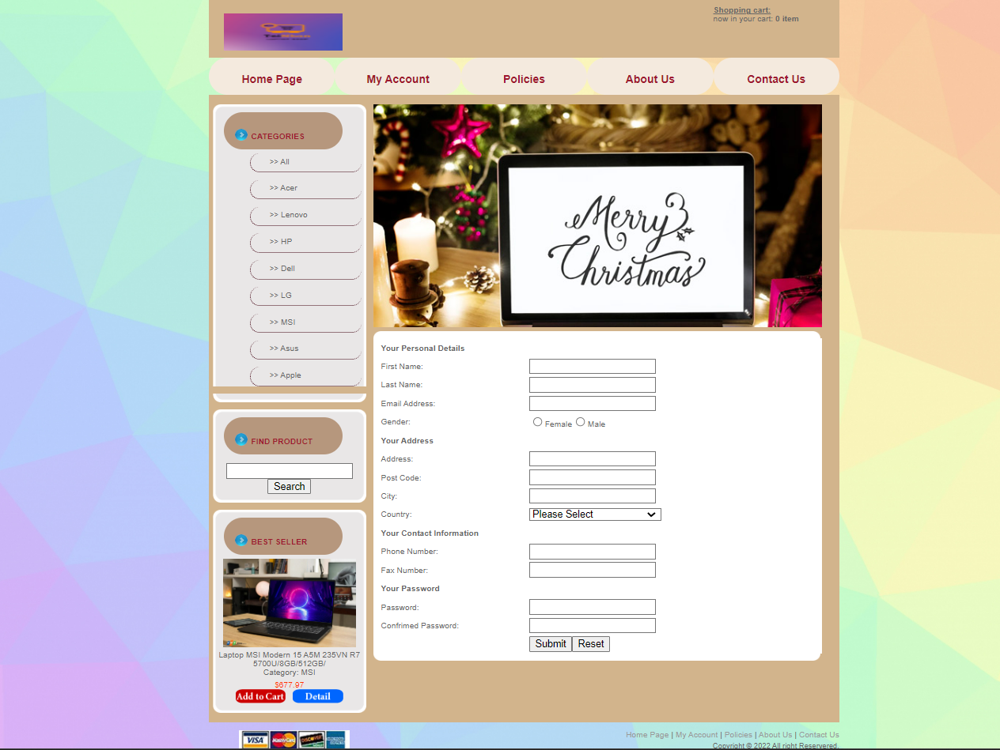 Shopping cart:
now in your cart: 0 item
Home Page
My Account
Policies
About Us
Contact Us
CATEGORIES
>> All
>> Acer
>> Lenovo
>> HP
>> Dell
>> LG
>> MSI
>> Asus
>> Apple
FIND PRODUCT
Search
BEST SELLER
Laptop MSI Modern 15 A5M 235VN R7
5700U/8GB/512GB/
Category: MSI
$677.97
Add to Cart
Detail
Merry
Christmas
Your Personal Details
First Name:
Last Name:
Email Address:
Gender: Female Male
Your Address
Address:
Post Code:
City:
Country: Please Select
Your Contact Information
Phone Number:
Fax Number:
Your Password
Password:
Confrimed Password:
Submit Reset
VISA MasterCard DISCOVER
Home Page | My Account | Policies | About Us | Contact Us
Copyright © 2022 All right Reservered.